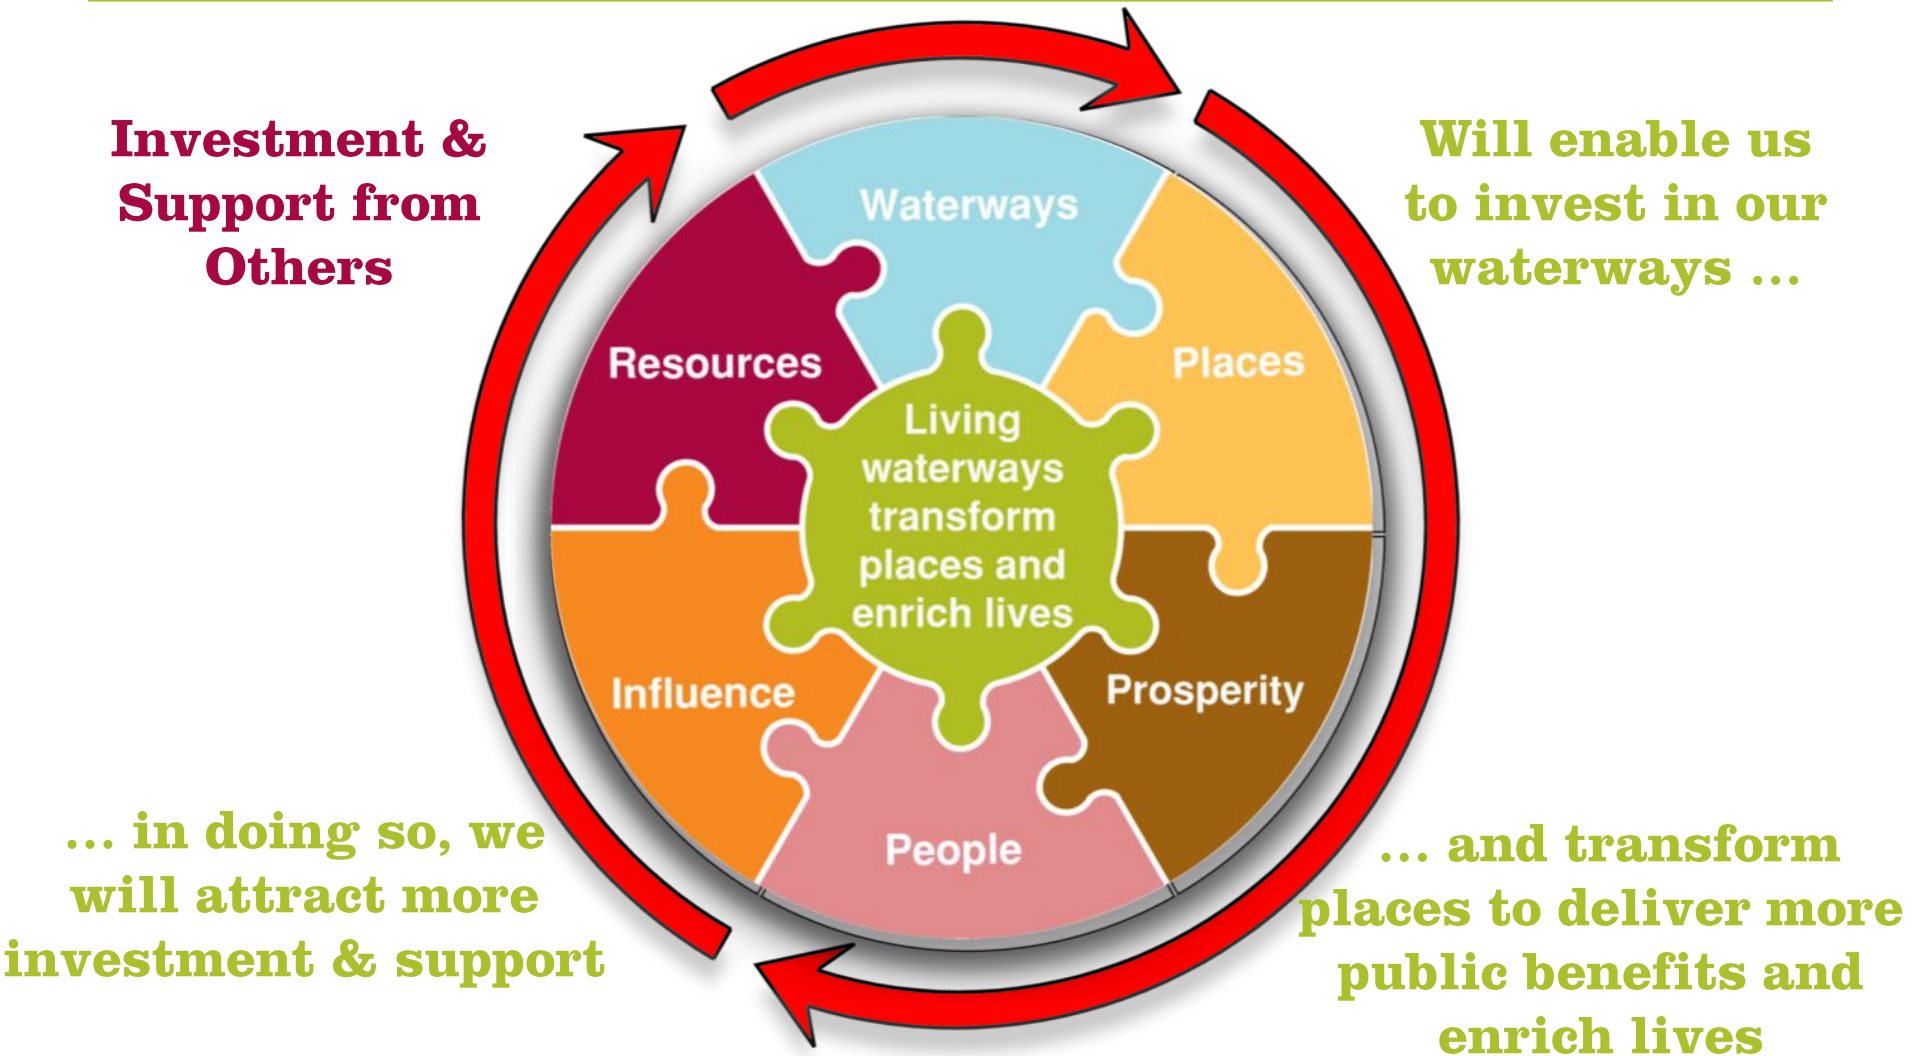 Investment &
Support from
Others
Will enable us
to invest in our
waterways ...
Waterways
Resources
Places
Living
waterways
transform
places and
enrich lives
Influence
Prosperity
People
... in doing so, we
will attract more
investment & support
... and transform
places to deliver more
public benefits and
enrich lives